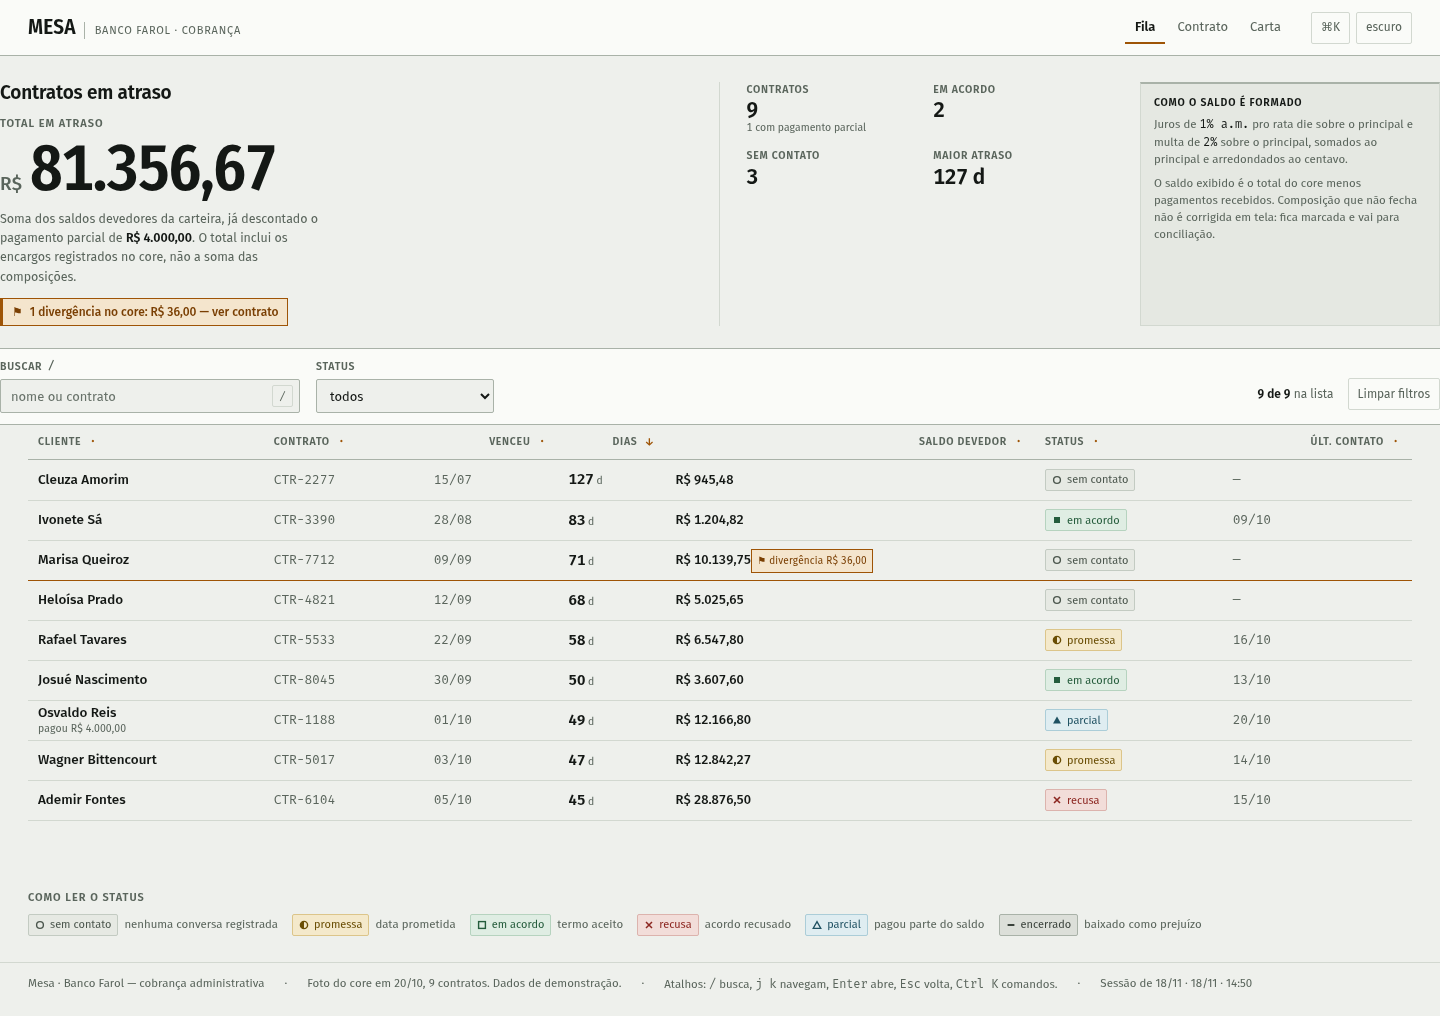 MESA BANCO FAROL · COBRANÇA Fila Contrato Carta ⌘K escuro
Contratos em atraso
TOTAL EM ATRASO
R$ 81.356,67
Soma dos saldos devedores da carteira, já descontado o
pagamento parcial de R$ 4.000,00. O total inclui os
encargos registrados no core, não a soma das
composições.
⚑ 1 divergência no core: R$ 36,00 — ver contrato
CONTRATOS
9
1 com pagamento parcial
EM ACORDO
2
SEM CONTATO
3
MAIOR ATRASO
127 d
COMO O SALDO É FORMADO
Juros de 1% a.m. pro rata die sobre o principal e
multa de 2% sobre o principal, somados ao
principal e arredondados ao centavo.
O saldo exibido é o total do core menos
pagamentos recebidos. Composição que não fecha
não é corrigida em tela: fica marcada e vai para
conciliação.
BUSCAR / STATUS
nome ou contrato / todos 9 de 9 na lista Limpar filtros
CLIENTE · CONTRATO · VENCEU · DIAS ↓ SALDO DEVEDOR · STATUS · ÚLT. CONTATO ·
Cleuza Amorim CTR-2277 15/07 127 d R$ 945,48 sem contato —
Ivonete Sá CTR-3390 28/08 83 d R$ 1.204,82 em acordo 09/10
Marisa Queiroz CTR-7712 09/09 71 d R$ 10.139,75 ⚑ divergência R$ 36,00 sem contato —
Heloísa Prado CTR-4821 12/09 68 d R$ 5.025,65 sem contato —
Rafael Tavares CTR-5533 22/09 58 d R$ 6.547,80 promessa 16/10
Josué Nascimento CTR-8045 30/09 50 d R$ 3.607,60 em acordo 13/10
Osvaldo Reis CTR-1188 01/10 49 d R$ 12.166,80 parcial 20/10
pagou R$ 4.000,00
Wagner Bittencourt CTR-5017 03/10 47 d R$ 12.842,27 promessa 14/10
Ademir Fontes CTR-6104 05/10 45 d R$ 28.876,50 recusa 15/10
COMO LER O STATUS
sem contato nenhuma conversa registrada promessa data prometida em acordo termo aceito recusa acordo recusado parcial pagou parte do saldo encerrado baixado como prejuízo
Mesa · Banco Farol — cobrança administrativa · Foto do core em 20/10, 9 contratos. Dados de demonstração. · Atalhos: / busca, j k navegam, Enter abre, Esc volta, Ctrl K comandos. · Sessão de 18/11 · 18/11 · 14:50